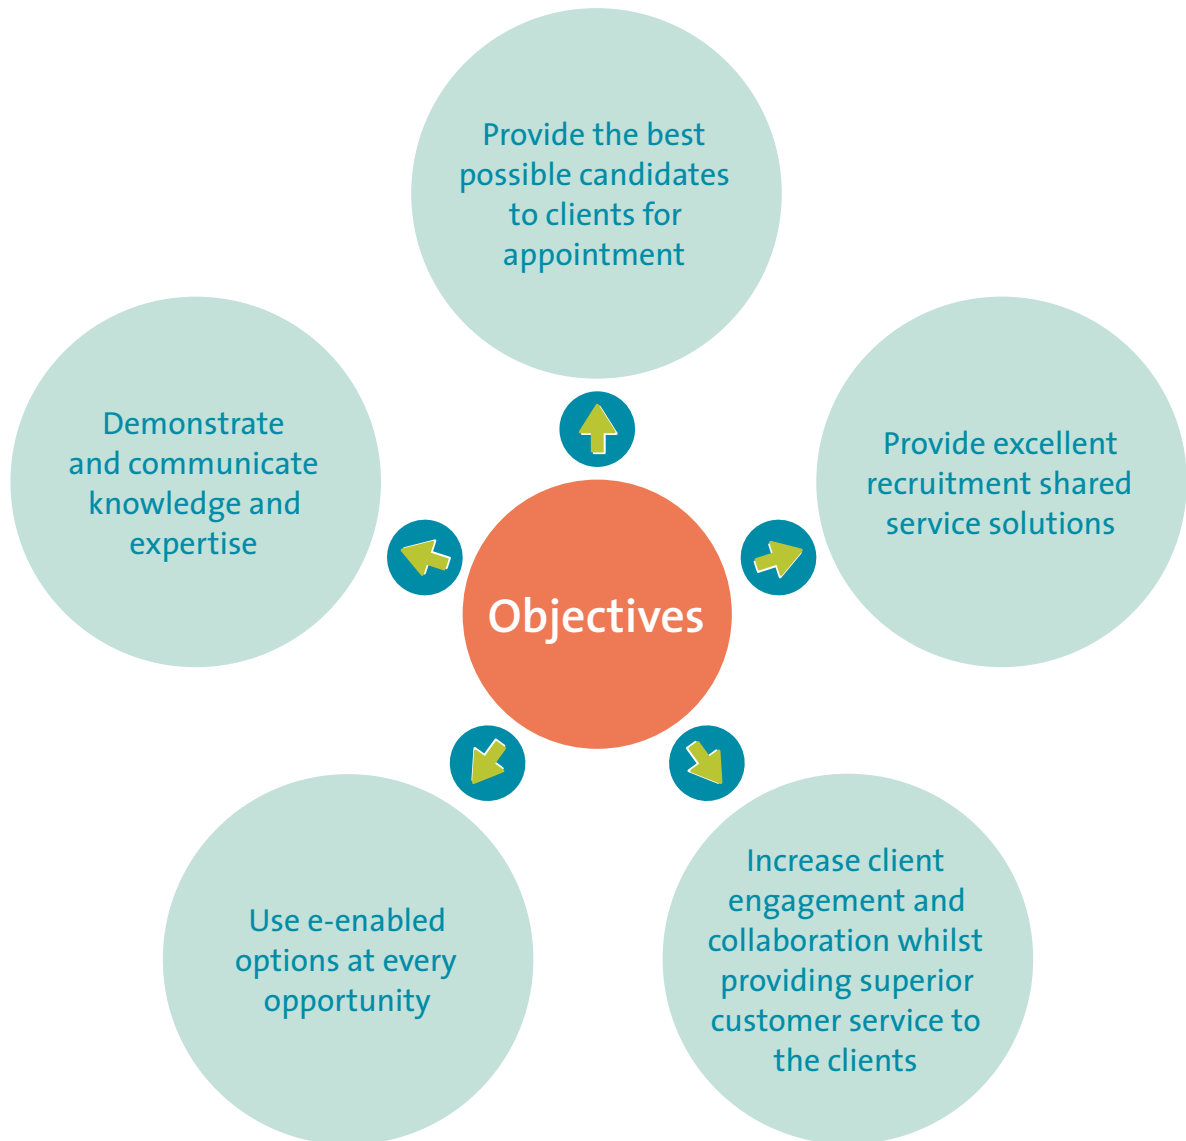 Provide the best
possible candidates
to clients for
appointment
Demonstrate
and communicate
knowledge and
expertise
Provide excellent
recruitment shared
service solutions
Objectives
Use e-enabled
options at every
opportunity
Increase client
engagement and
collaboration whilst
providing superior
customer service to
the clients